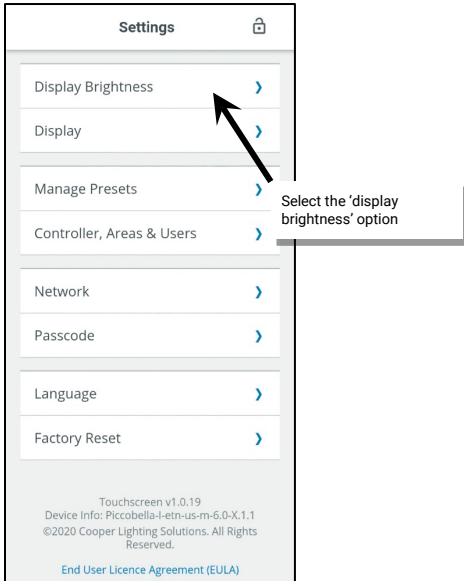 Settings
Display Brightness
Display
Manage Presets
Select the ‘display
brightness’ option
Controller, Areas & Users
Network
Passcode
Language
Factory Reset
Touchscreen v1.0.19
Device Info: Piccobella-I-etn-us-m-6.0-X.1.1
©2020 Cooper Lighting Solutions. All Rights
Reserved.
End User Licence Agreement (EULA)